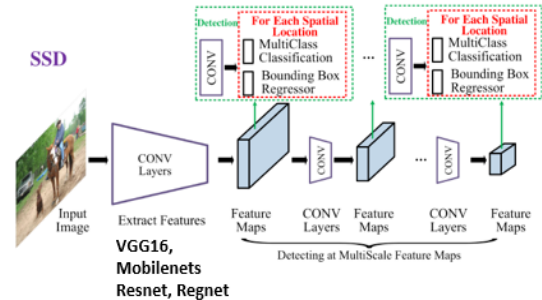 SSD
Detection
For Each Spatial
Location
CONV
MultiClass
Classification
Bounding Box
Regressor
...
Detection
For Each Spatial
Location
CONV
MultiClass
Classification
Bounding Box
Regressor
CONV
Layers
CONV
...
CONV
Input
Image
Extract Features
Feature
Maps
CONV
Layers
Feature
Maps
CONV
Layers
Feature
Maps
VGG16,
Mobilenets
Resnet, Regnet
Detecting at MultiScale Feature Maps